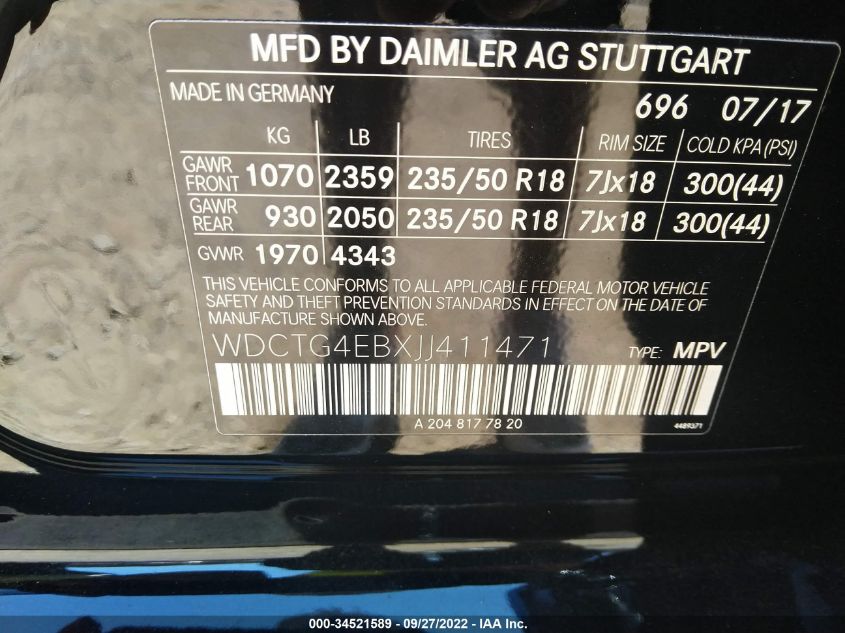 MFD BY DAIMLER AG STUTTGART
MADE IN GERMANY 696 07/17
KG LB TIRES RIM SIZE COLD KPA (PSI)
GAWR FRONT 1070 2359 235/50 R18 7Jx18 300(44)
GAWR REAR 930 2050 235/50 R18 7Jx18 300(44)
GVWR 1970 4343
THIS VEHICLE CONFORMS TO ALL APPLICABLE FEDERAL MOTOR VEHICLE
SAFETY AND THEFT PREVENTION STANDARDS IN EFFECT ON THE DATE OF
MANUFACTURE SHOWN ABOVE.
WDCTG4EBXJJ411471 TYPE: MPV
A 204 817 78 20 4489371
000-34521589 - 09/27/2022 - IAA Inc.